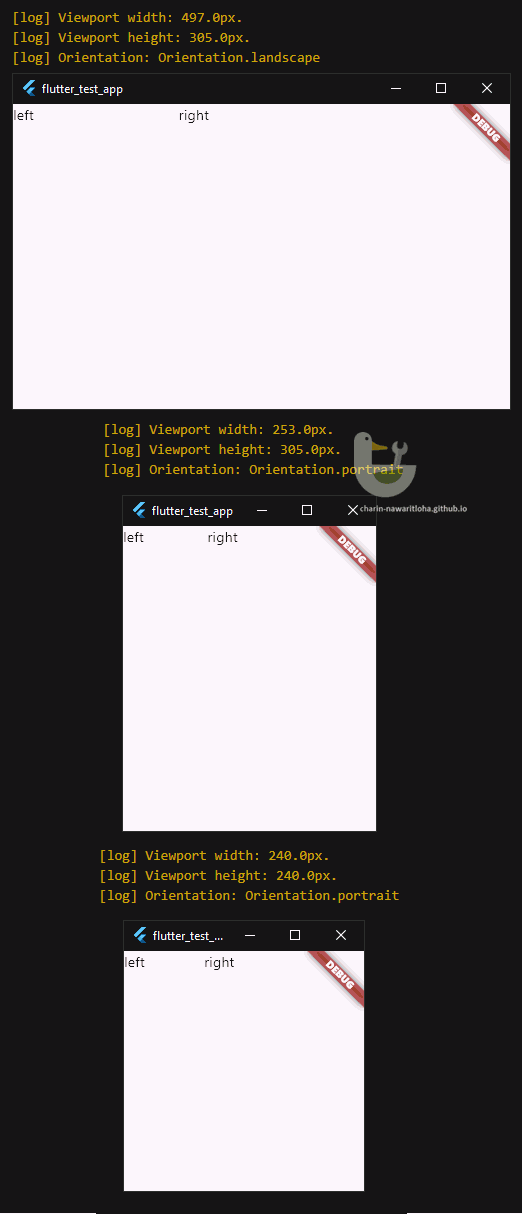 [log] Viewport width: 497.0px.
[log] Viewport height: 305.0px.
[log] Orientation: Orientation.landscape
flutter_test_app
left right
DEBUG
[log] Viewport width: 253.0px.
[log] Viewport height: 305.0px.
[log] Orientation: Orientation.portrait
charin-nawaritloha.github.io
flutter_test_app
left right
DEBUG
[log] Viewport width: 240.0px.
[log] Viewport height: 240.0px.
[log] Orientation: Orientation.portrait
flutter_test_...
left right
DEBUG